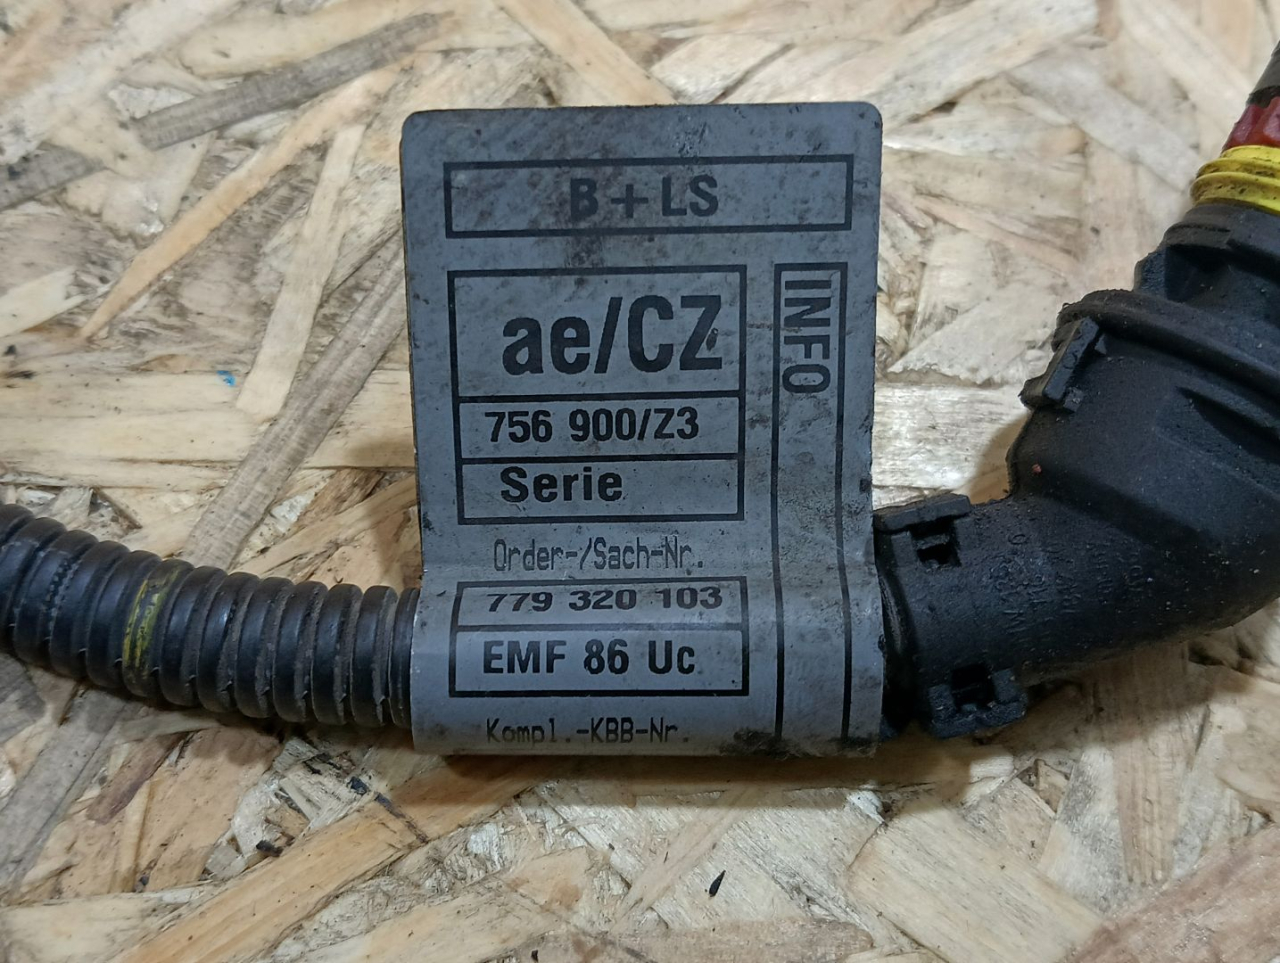 B + LS
ae/CZ
756 900/Z3
Serie
Order-/Sach-Nr.
779 320 103
EMF 86 Uc
Kompl.-KBB-Nr.
INFO